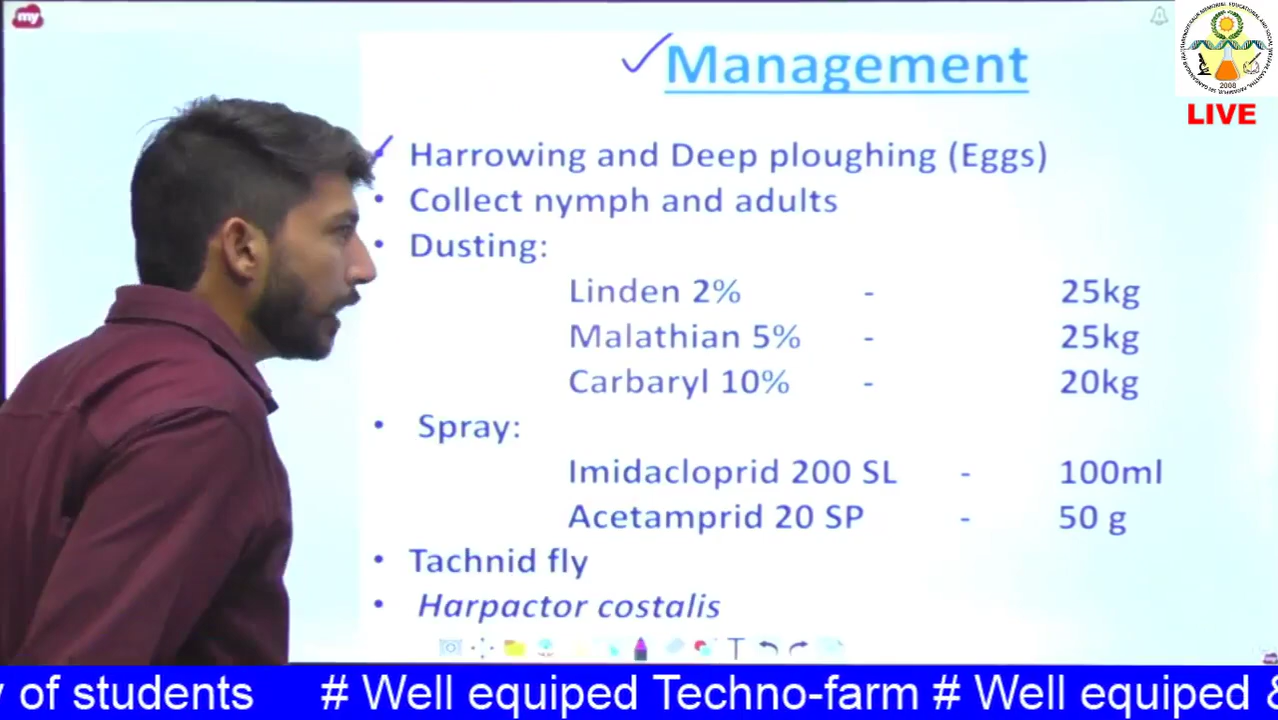 my
Management
Harrowing and Deep ploughing (Eggs)
• Collect nymph and adults
• Dusting:
Linden 2% - 25kg
Malathian 5% - 25kg
Carbaryl 10% - 20kg
• Spray:
Imidacloprid 200 SL - 100ml
Acetamprid 20 SP - 50 g
• Tachnid fly
• Harpactor costalis
T
2008
LIVE
y of students # Well equiped Techno-farm # Well equiped &